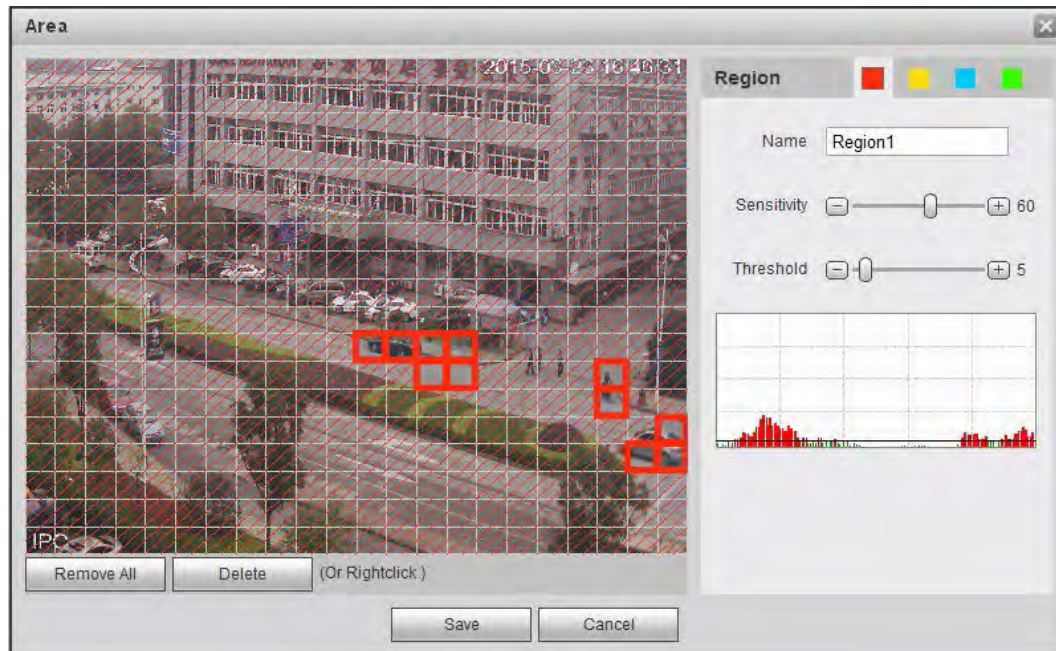 Area
2015-03-23 16:46:31
Region
Name
Region1
Sensitivity
60
Threshold
5
IPC
Remove All
Delete
(Or Rightclick )
Save
Cancel